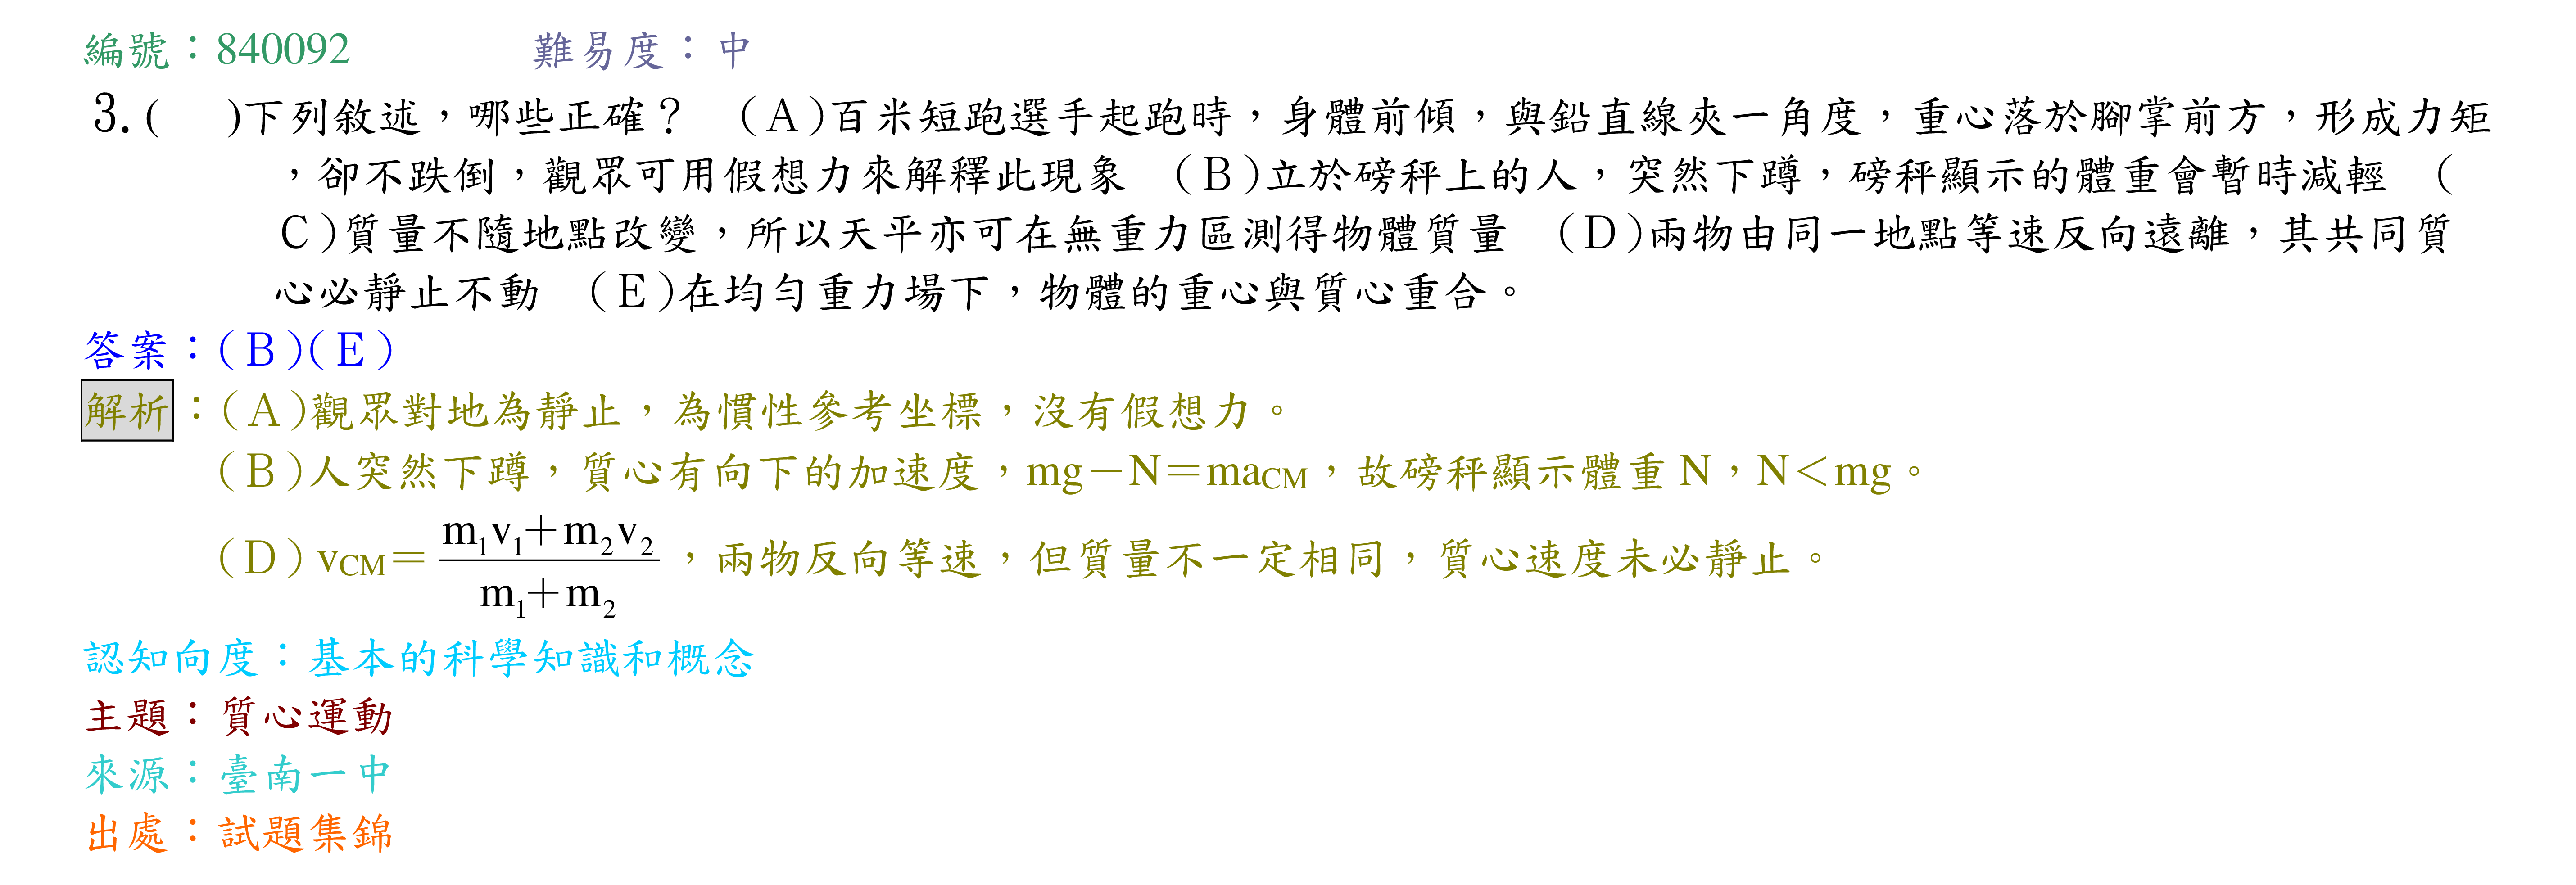 編號：840092　難易度：中
3.(　)下列敘述，哪些正確？　(A)百米短跑選手起跑時，身體前傾，與鉛直線夾一角度，重心落於腳掌前方，形成力矩
，卻不跌倒，觀眾可用假想力來解釋此現象　(B)立於磅秤上的人，突然下蹲，磅秤顯示的體重會暫時減輕　(
C)質量不隨地點改變，所以天平亦可在無重力區測得物體質量　(D)兩物由同一地點等速反向遠離，其共同質
心必靜止不動　(E)在均勻重力場下，物體的重心與質心重合。
答案：(B)(E)
解析：(A)觀眾對地為靜止，為慣性參考坐標，沒有假想力。
(B)人突然下蹲，質心有向下的加速度，mg－N＝maCM，故磅秤顯示體重 N，N＜mg。
(D) vCM＝ (m1v1＋m2v2)/(m1＋m2) ，兩物反向等速，但質量不一定相同，質心速度未必靜止。
認知向度：基本的科學知識和概念
主題：質心運動
來源：臺南一中
出處：試題集錦